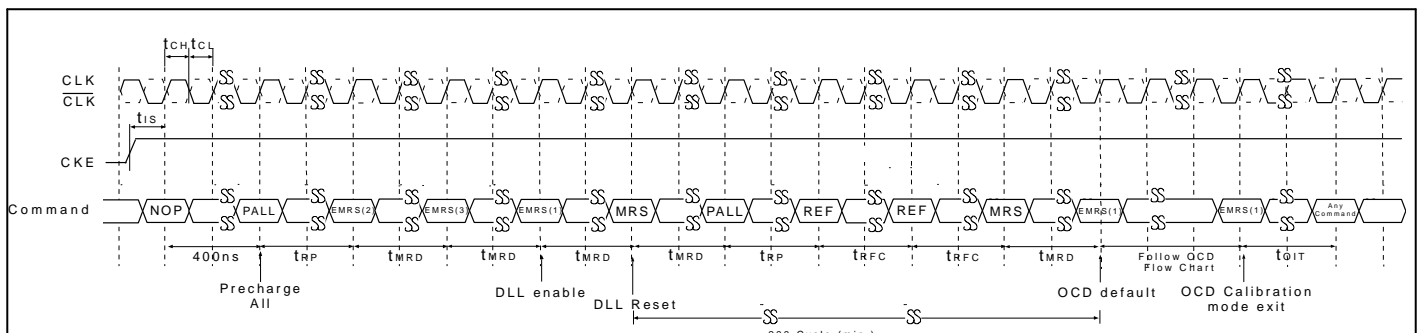 tCH tCL
CLK
CLK
tIS
CKE
Command NOP PALL EMRS(2) EMRS(3) EMRS(1) MRS PALL REF REF MRS EMRS(1) EMRS(1) Any Command
400ns tRP tMRD tMRD tMRD tMRD tRP tRFC tRFC tMRD Follow OCD Flow Chart tOIT
Precharge All
DLL enable
DLL Reset
OCD default
OCD Calibration mode exit